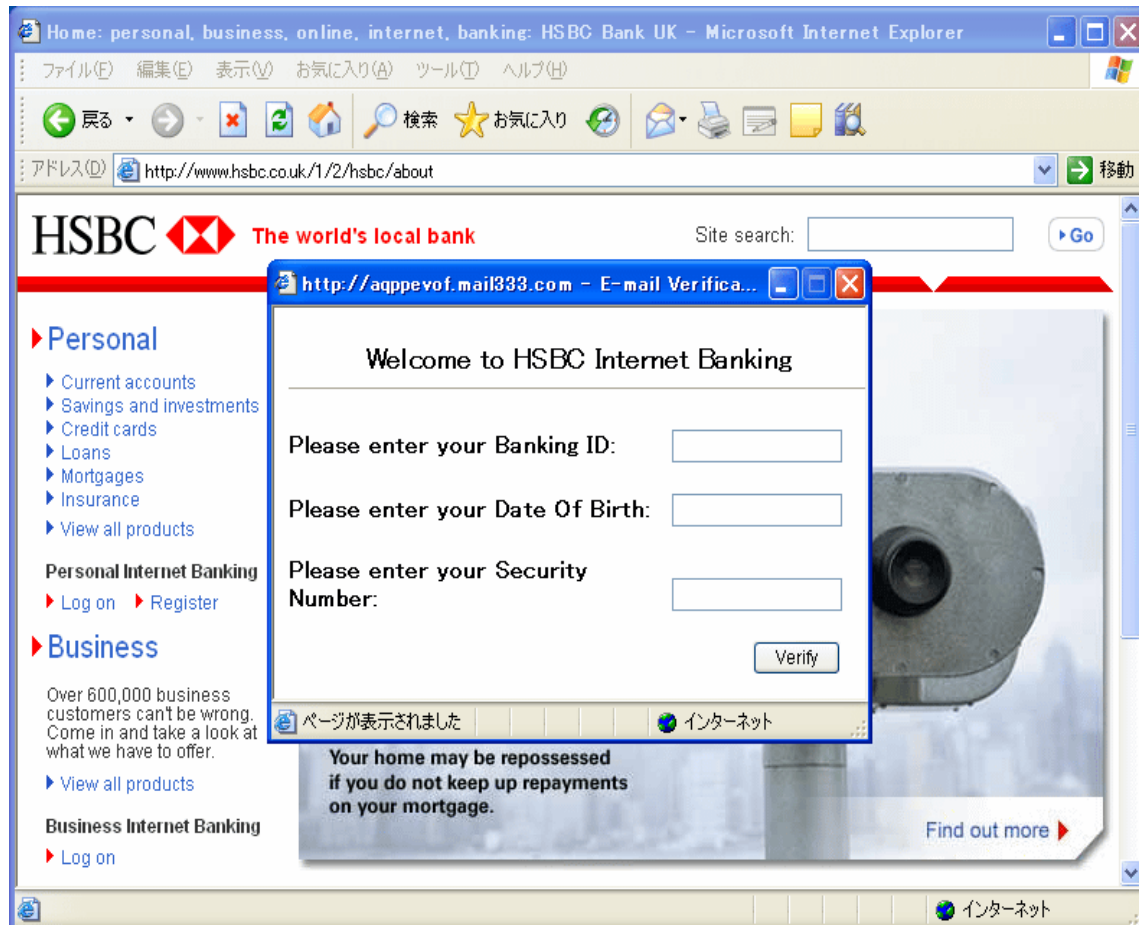 Home: personal, business, online, internet, banking: HSBC Bank UK - Microsoft Internet Explorer
ファイル(F) 編集(E) 表示(V) お気に入り(A) ツール(T) ヘルプ(H)
戻る 検索 お気に入り
アドレス(D) http://www.hsbc.co.uk/1/2/hsbc/about 移動
HSBC The world's local bank Site search: Go
http://aqppevof.mail333.com - E-mail Verifica...
Welcome to HSBC Internet Banking
Please enter your Banking ID:
Please enter your Date Of Birth:
Please enter your Security
Number:
Verify
ページが表示されました インターネット
Personal
Current accounts
Savings and investments
Credit cards
Loans
Mortgages
Insurance
View all products
Personal Internet Banking
Log on Register
Business
Over 600,000 business
customers can't be wrong.
Come in and take a look at
what we have to offer.
View all products
Business Internet Banking
Log on
Your home may be repossessed
if you do not keep up repayments
on your mortgage.
Find out more
インターネット